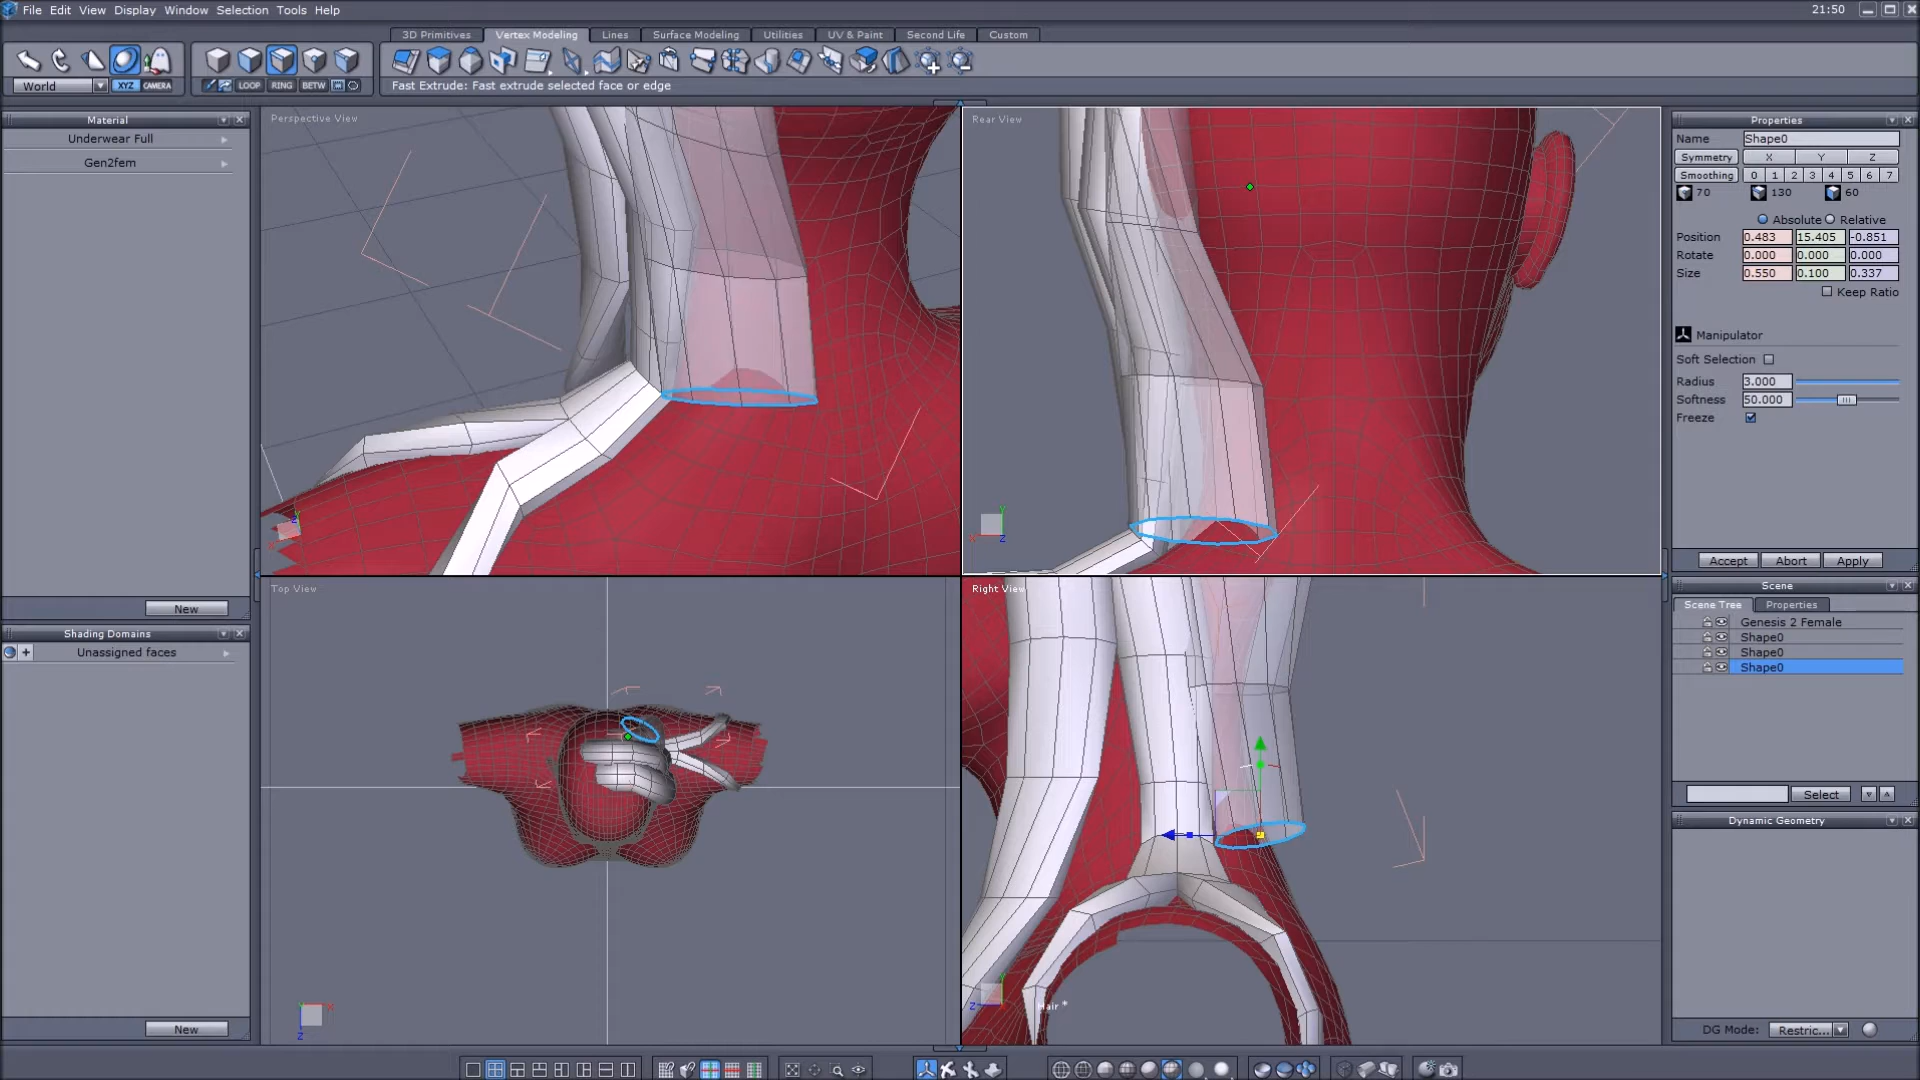 File Edit View Display Window Selection Tools Help
21:50
3D Primitives Vertex Modeling Lines Surface Modeling Utilities UV & Paint Second Life Custom
World XYZ CAMERA LOOP RING BETW
Fast Extrude: Fast extrude selected face or edge
Material
Underwear Full
Gen2fem
New
Shading Domains
Unassigned faces
New
Perspective View
Rear View
Top View
Right View
Hair *
Properties
Name Shape0
Symmetry X Y Z
Smoothing 0 1 2 3 4 5 6 7
70 130 60
Absolute Relative
Position 0.483 15.405 -0.851
Rotate 0.000 0.000 0.000
Size 0.550 0.100 0.337
Keep Ratio
Manipulator
Soft Selection
Radius 3.000
Softness 50.000
Freeze
Accept Abort Apply
Scene
Scene Tree Properties
Genesis 2 Female
Shape0
Shape0
Shape0
Select
Dynamic Geometry
DG Mode: Restric...